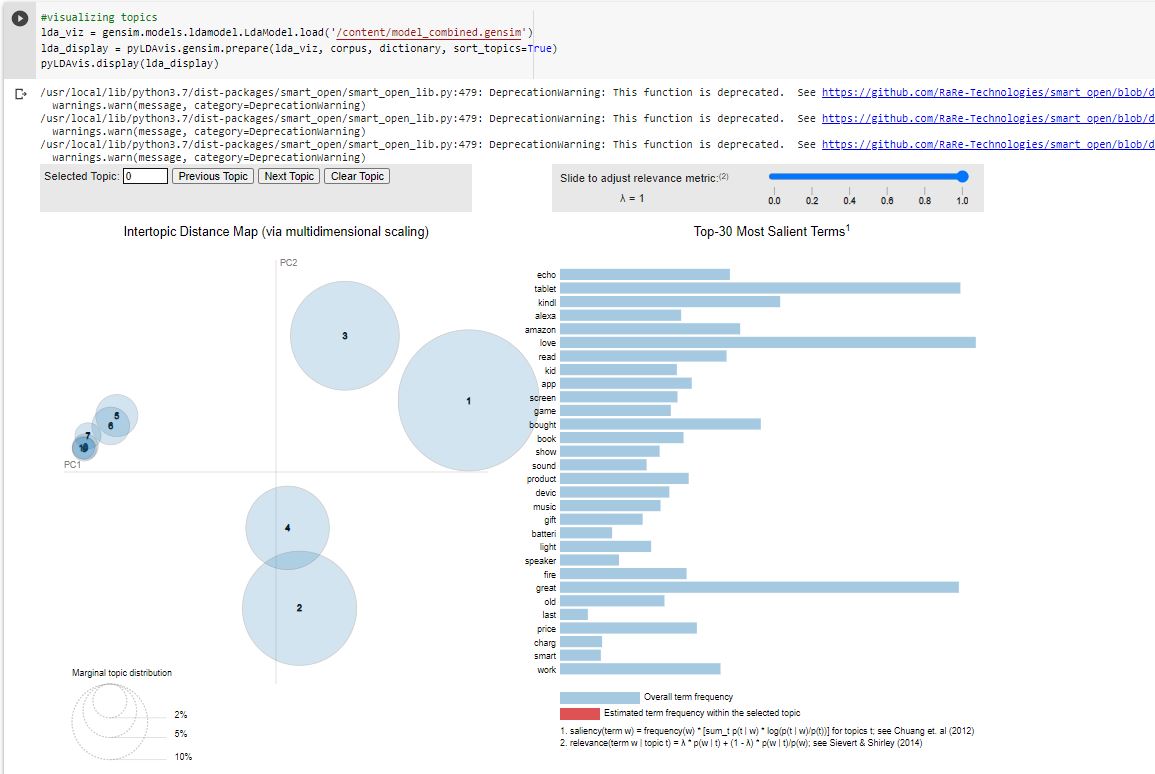 #visualizing topics
lda_viz = gensim.models.ldamodel.LdaModel.load('/content/model_combined.gensim')
lda_display = pyLDAvis.gensim.prepare(lda_viz, corpus, dictionary, sort_topics=True)
pyLDAvis.display(lda_display)
/usr/local/lib/python3.7/dist-packages/smart_open/smart_open_lib.py:479: DeprecationWarning: This function is deprecated.  See https://github.com/RaRe-Technologies/smart_open/blob/d
  warnings.warn(message, category=DeprecationWarning)
/usr/local/lib/python3.7/dist-packages/smart_open/smart_open_lib.py:479: DeprecationWarning: This function is deprecated.  See https://github.com/RaRe-Technologies/smart_open/blob/d
  warnings.warn(message, category=DeprecationWarning)
/usr/local/lib/python3.7/dist-packages/smart_open/smart_open_lib.py:479: DeprecationWarning: This function is deprecated.  See https://github.com/RaRe-Technologies/smart_open/blob/d
  warnings.warn(message, category=DeprecationWarning)
Selected Topic: 0 Previous Topic Next Topic Clear Topic
Slide to adjust relevance metric:(2)
λ = 1
0.0 0.2 0.4 0.6 0.8 1.0
Intertopic Distance Map (via multidimensional scaling)
PC2
3
1
5
6
7
PC1
4
2
Marginal topic distribution
2%
5%
10%
Top-30 Most Salient Terms1
echo
tablet
kindl
alexa
amazon
love
read
kid
app
screen
game
bought
book
show
sound
product
devic
music
gift
batteri
light
speaker
fire
great
old
last
price
charg
smart
work
Overall term frequency
Estimated term frequency within the selected topic
1. saliency(term w) = frequency(w) * [sum_t p(t | w) * log(p(t | w)/p(t))] for topics t; see Chuang et. al (2012)
2. relevance(term w | topic t) = λ * p(w | t) + (1 - λ) * p(w | t)/p(w); see Sievert & Shirley (2014)